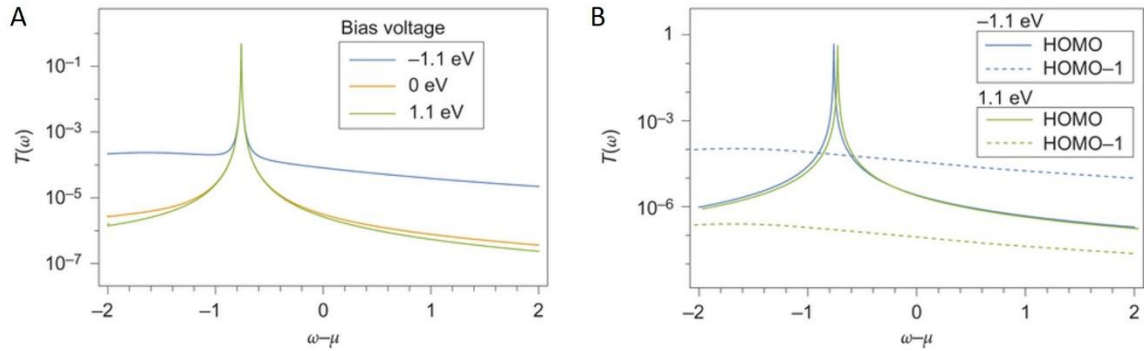 A
Bias voltage
–1.1 eV
0 eV
1.1 eV
10⁻¹
10⁻³
10⁻⁵
10⁻⁷
T(ω)
–2
–1
0
1
2
ω–μ
B
–1.1 eV
HOMO
HOMO–1
1.1 eV
HOMO
HOMO–1
1
10⁻³
10⁻⁶
T(ω)
–2
–1
0
1
2
ω–μ